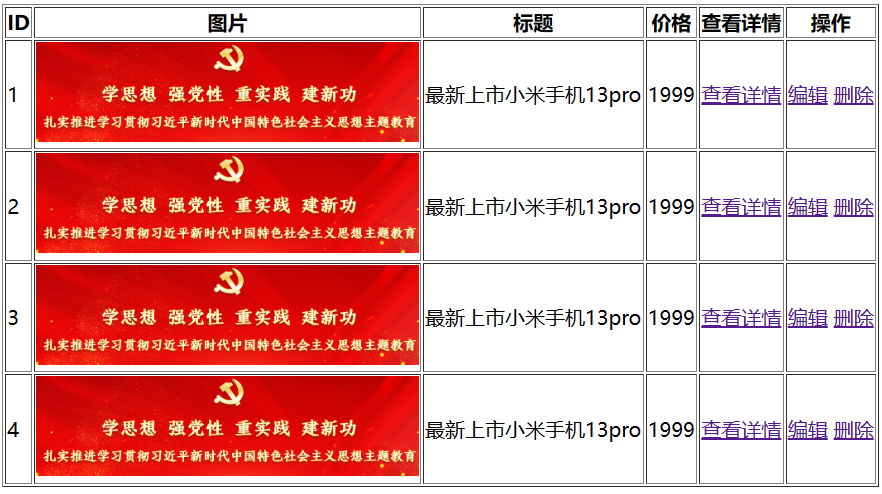 ID 图片 标题 价格 查看详情 操作
1 学思想 强党性 重实践 建新功
扎实推进学习贯彻习近平新时代中国特色社会主义思想主题教育
最新上市小米手机13pro 1999 查看详情 编辑 删除
2 学思想 强党性 重实践 建新功
扎实推进学习贯彻习近平新时代中国特色社会主义思想主题教育
最新上市小米手机13pro 1999 查看详情 编辑 删除
3 学思想 强党性 重实践 建新功
扎实推进学习贯彻习近平新时代中国特色社会主义思想主题教育
最新上市小米手机13pro 1999 查看详情 编辑 删除
4 学思想 强党性 重实践 建新功
扎实推进学习贯彻习近平新时代中国特色社会主义思想主题教育
最新上市小米手机13pro 1999 查看详情 编辑 删除